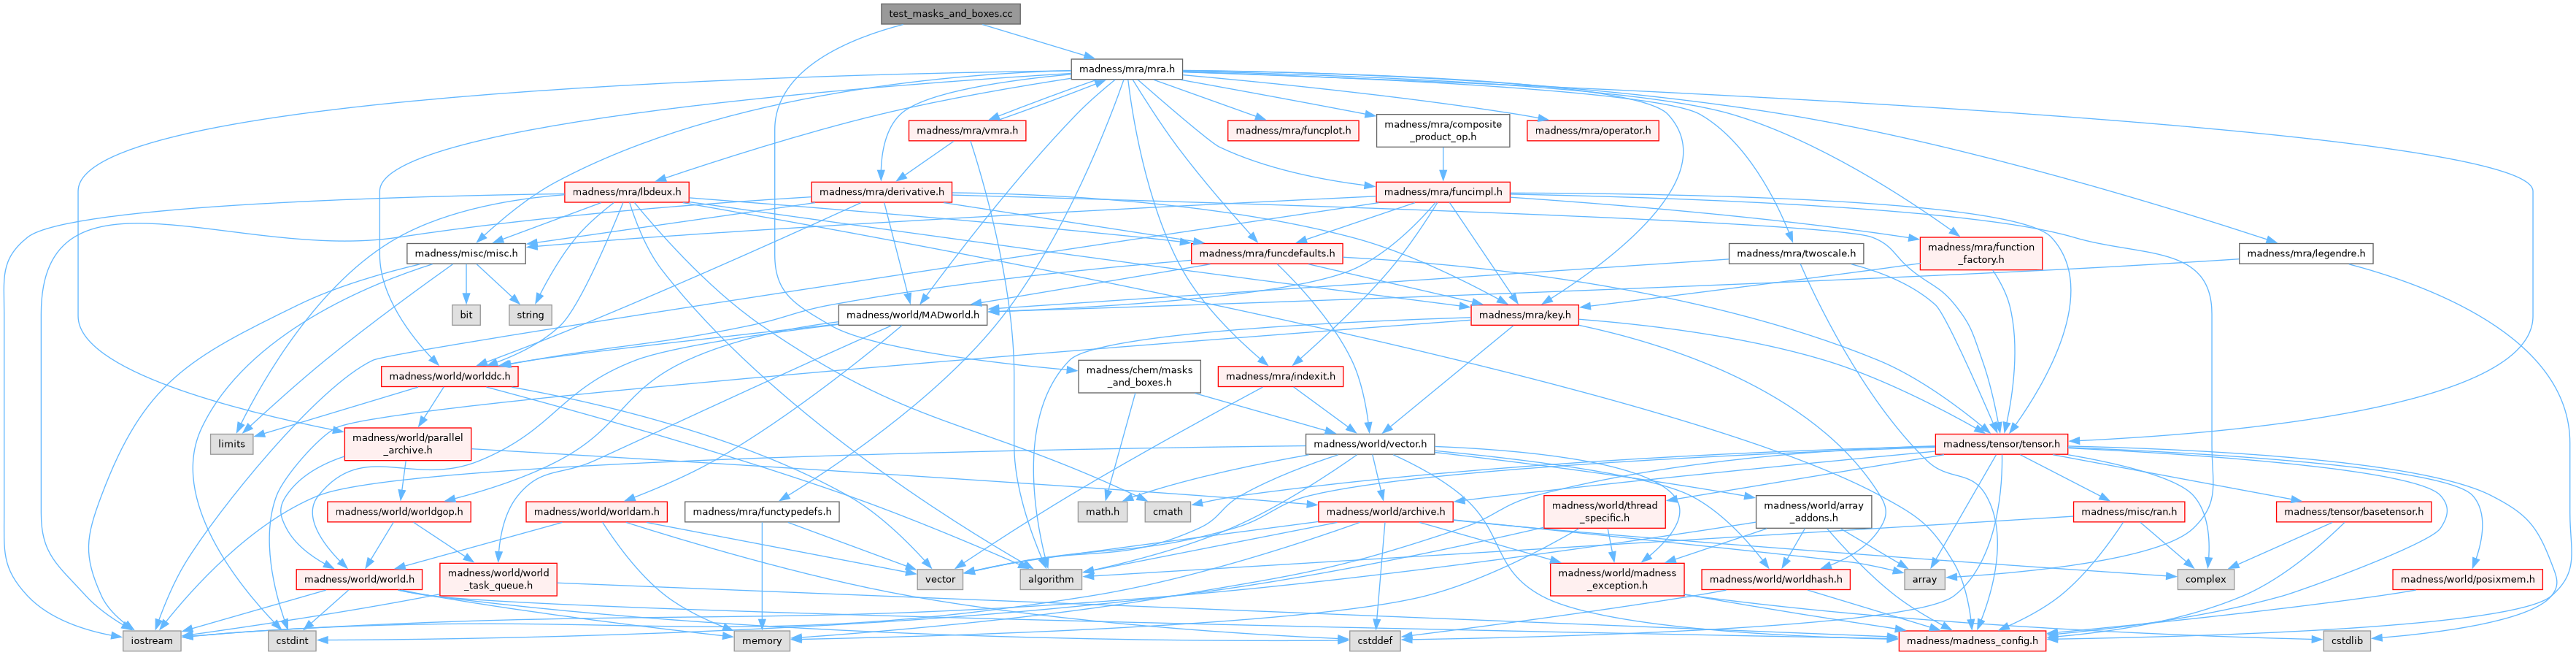 test_masks_and_boxes.cc
madness/mra/mra.h
madness/mra/vmra.h
madness/mra/funcplot.h
madness/mra/composite
_product_op.h
madness/mra/operator.h
madness/mra/lbdeux.h
madness/mra/derivative.h
madness/mra/funcimpl.h
madness/misc/misc.h
madness/mra/funcdefaults.h
madness/mra/twoscale.h
madness/mra/function
_factory.h
madness/mra/legendre.h
bit
string
madness/world/MADworld.h
madness/mra/key.h
madness/world/worlddc.h
madness/chem/masks
_and_boxes.h
madness/mra/indexit.h
limits
madness/world/parallel
_archive.h
madness/world/vector.h
madness/tensor/tensor.h
madness/world/worldgop.h
madness/world/worldam.h
madness/mra/functypedefs.h
math.h
cmath
madness/world/archive.h
madness/world/thread
_specific.h
madness/world/array
_addons.h
madness/misc/ran.h
madness/tensor/basetensor.h
madness/world/world.h
madness/world/world
_task_queue.h
vector
algorithm
madness/world/madness
_exception.h
madness/world/worldhash.h
array
complex
madness/world/posixmem.h
iostream
cstdint
memory
cstddef
madness/madness_config.h
cstdlib